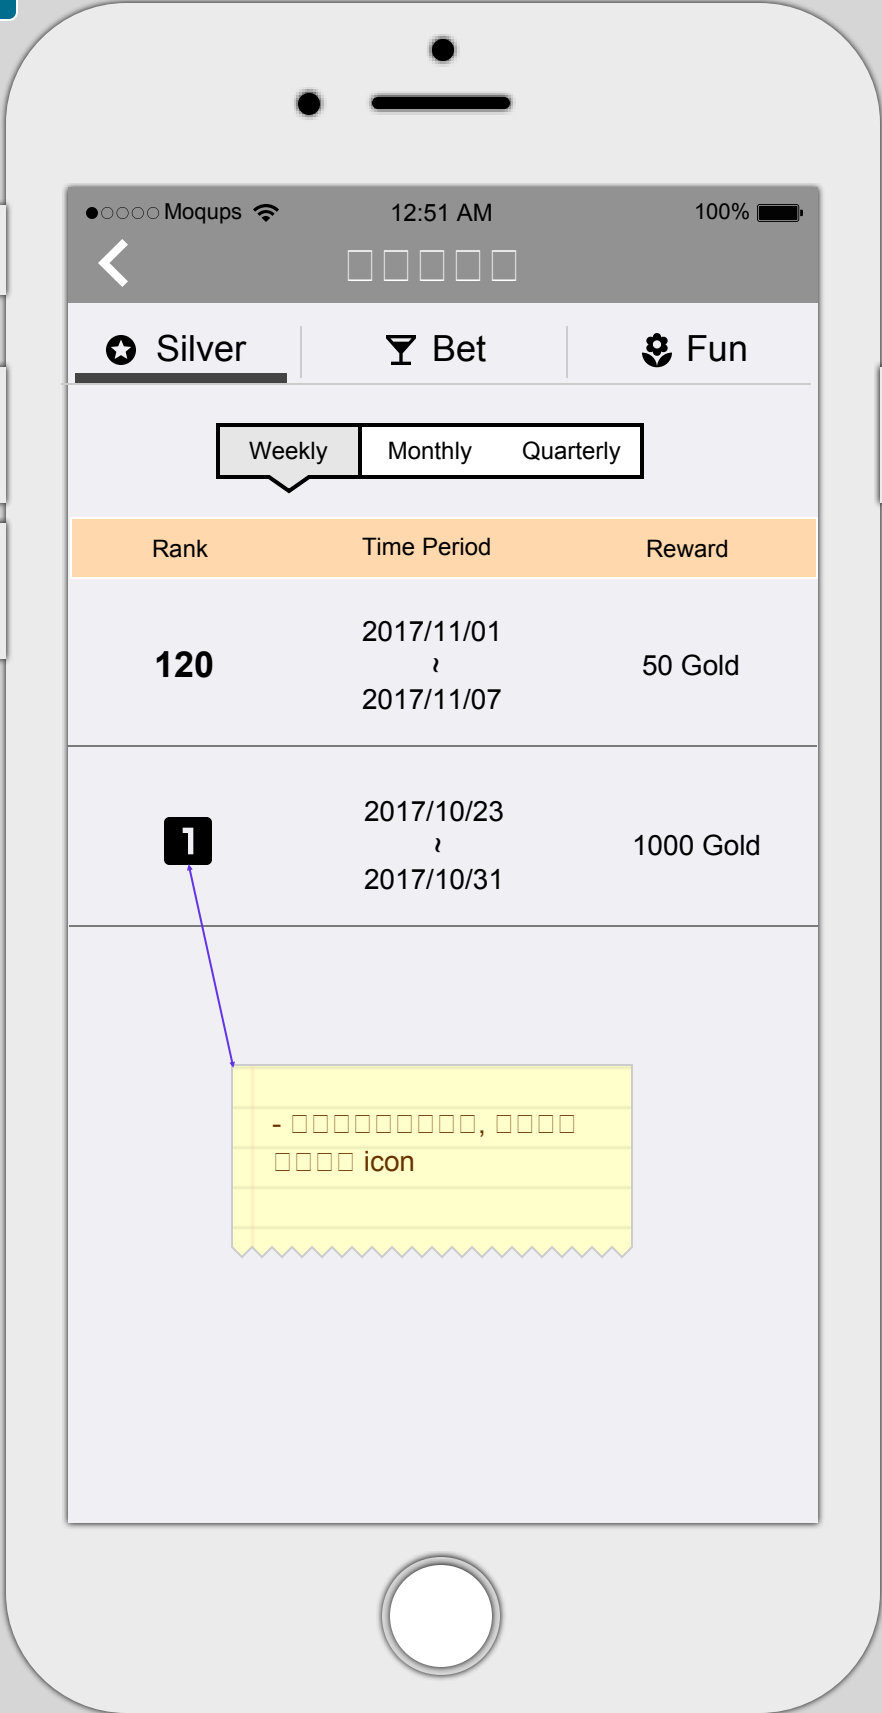 Moqups 12:51 AM 100%
Silver Bet Fun
Weekly Monthly Quarterly
Rank Time Period Reward
120 2017/11/01 ~ 2017/11/07 50 Gold
1 2017/10/23 ~ 2017/10/31 1000 Gold
- □□□□□□□□□, □□□□
□□□□ icon